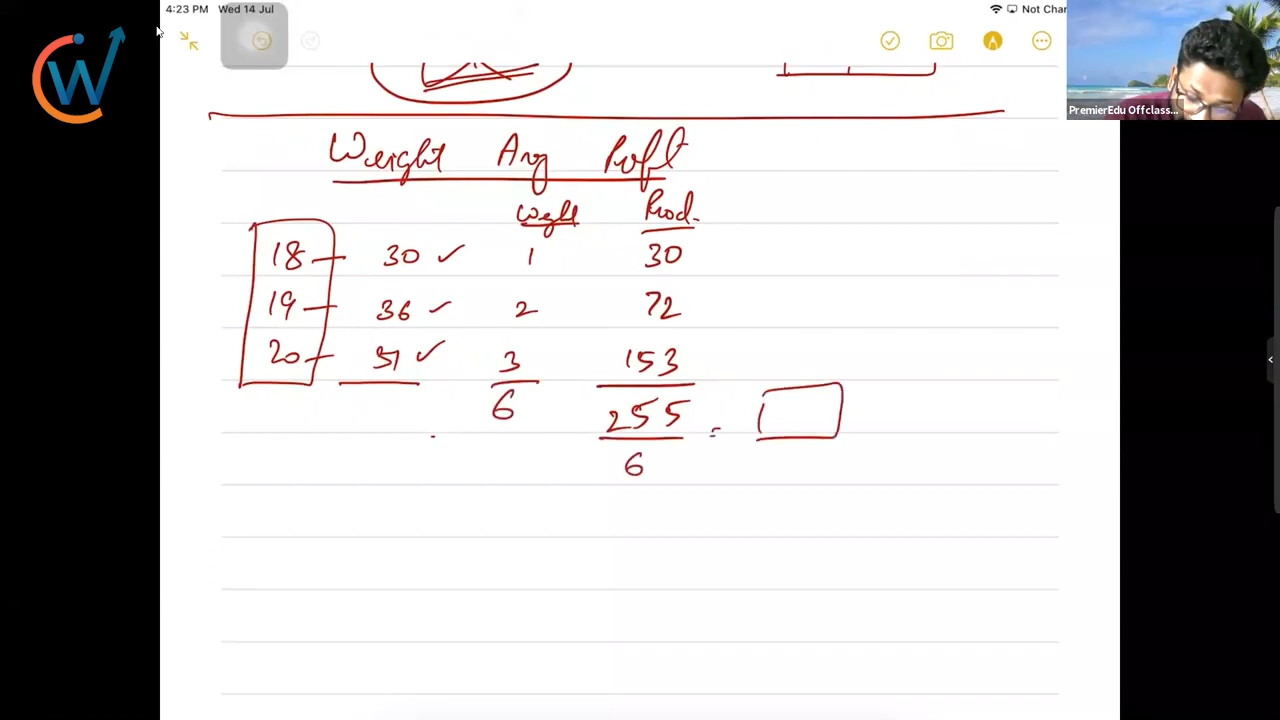 4:23 PM Wed 14 Jul
Not Char
W
PremierEdu Offclass...
Weight Avg Profit
Weight Prod.
18 — 30 ✓ 1 30
19 — 36 ✓ 2 72
20 — 51 ✓ 3 153
6 255 =
6